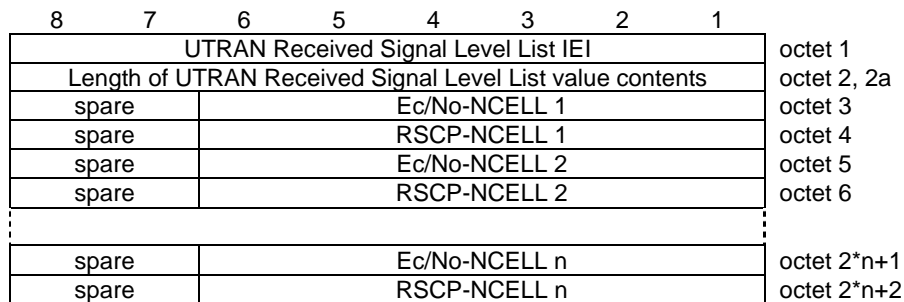 8 7 6 5 4 3 2 1
UTRAN Received Signal Level List IEI octet 1
Length of UTRAN Received Signal Level List value contents octet 2, 2a
spare Ec/No-NCELL 1 octet 3
spare RSCP-NCELL 1 octet 4
spare Ec/No-NCELL 2 octet 5
spare RSCP-NCELL 2 octet 6
spare Ec/No-NCELL n octet 2*n+1
spare RSCP-NCELL n octet 2*n+2